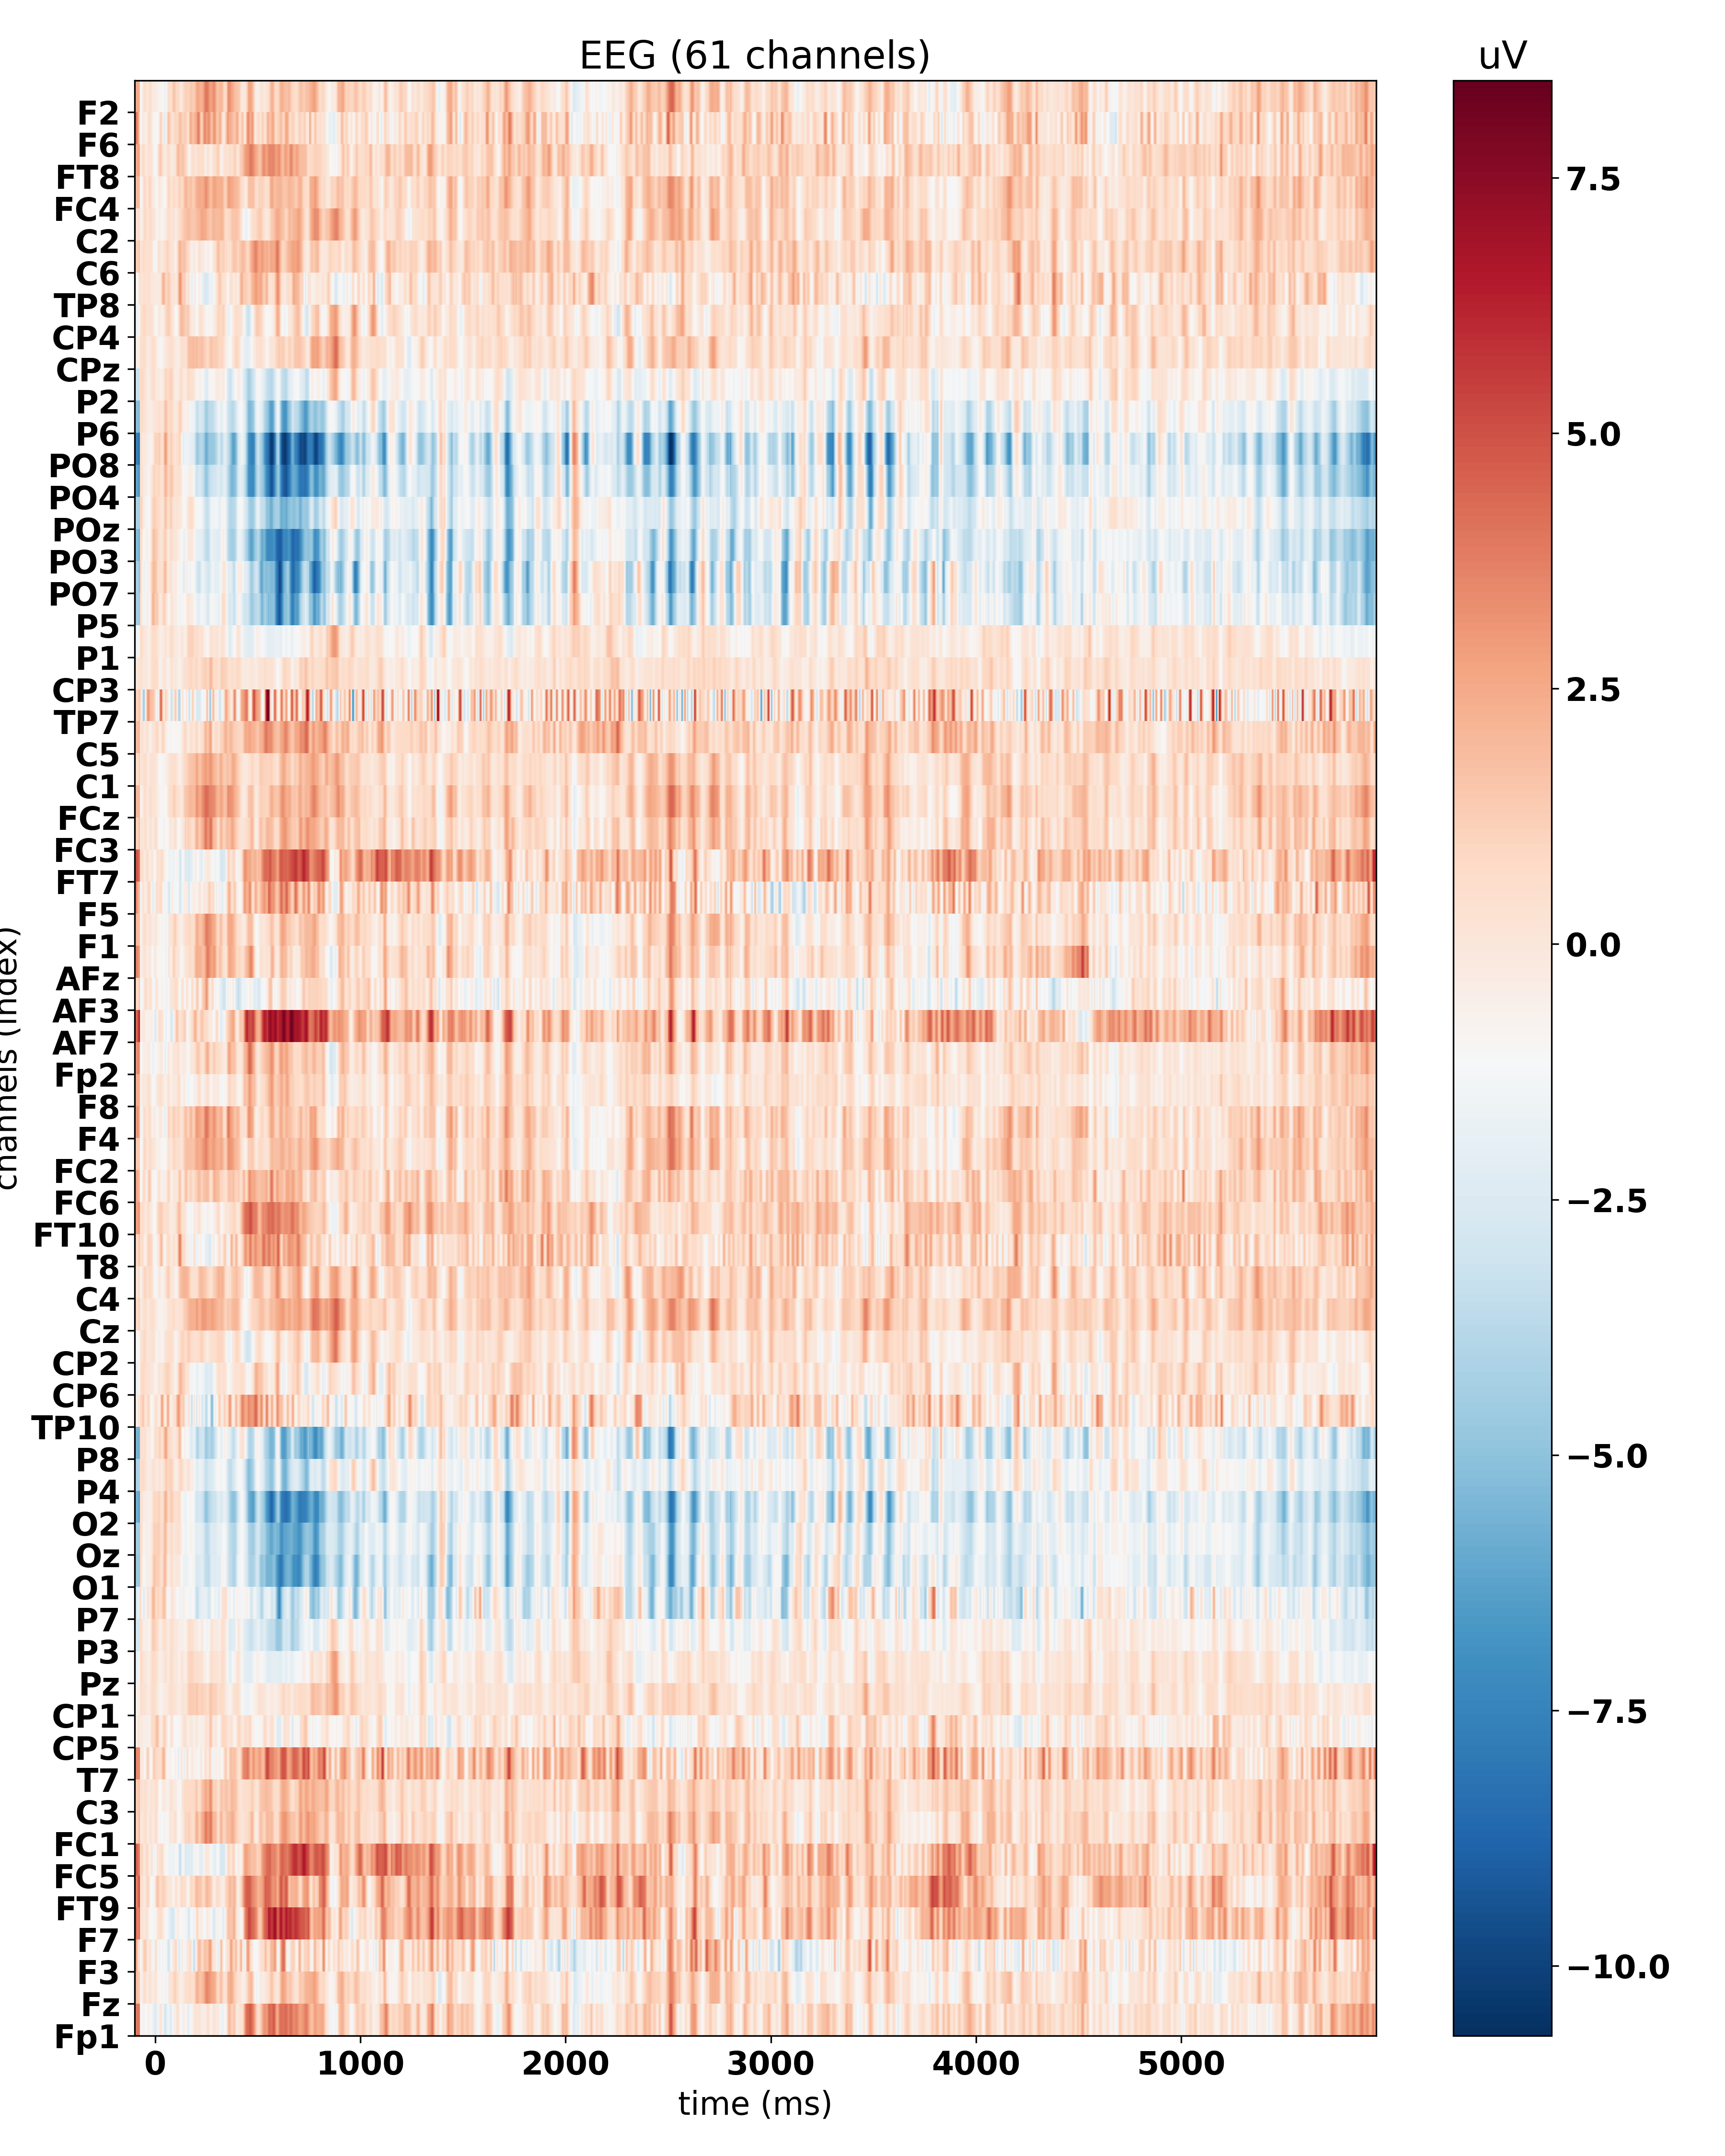 EEG (61 channels)
uV
F2
F6
FT8
FC4
C2
C6
TP8
CP4
CPz
P2
P6
PO8
PO4
POz
PO3
PO7
P5
P1
CP3
TP7
C5
C1
FCz
FC3
FT7
F5
F1
AFz
AF3
AF7
Fp2
F8
F4
FC2
FC6
FT10
T8
C4
Cz
CP2
CP6
TP10
P8
P4
O2
Oz
O1
P7
P3
Pz
CP1
CP5
T7
C3
FC1
FC5
FT9
F7
F3
Fz
Fp1
channels (index)
0 1000 2000 3000 4000 5000
time (ms)
7.5
5.0
2.5
0.0
−2.5
−5.0
−7.5
−10.0